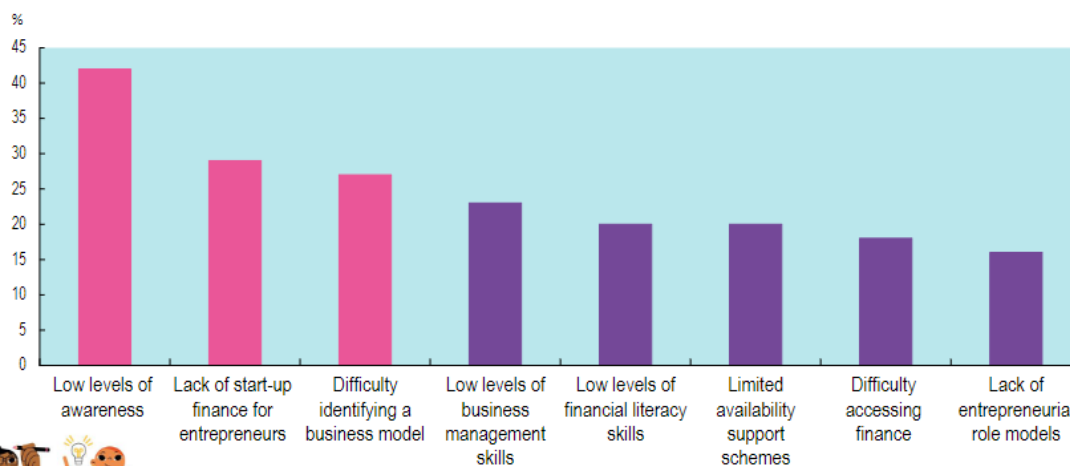 %
45
40
35
30
25
20
15
10
5
0
Low levels of
awareness
Lack of start-up
finance for
entrepreneurs
Difficulty
identifying a
business model
Low levels of
business
management
skills
Low levels of
financial literacy
skills
Limited
availability
support
schemes
Difficulty
accessing
finance
Lack of
entrepreneuria
role models